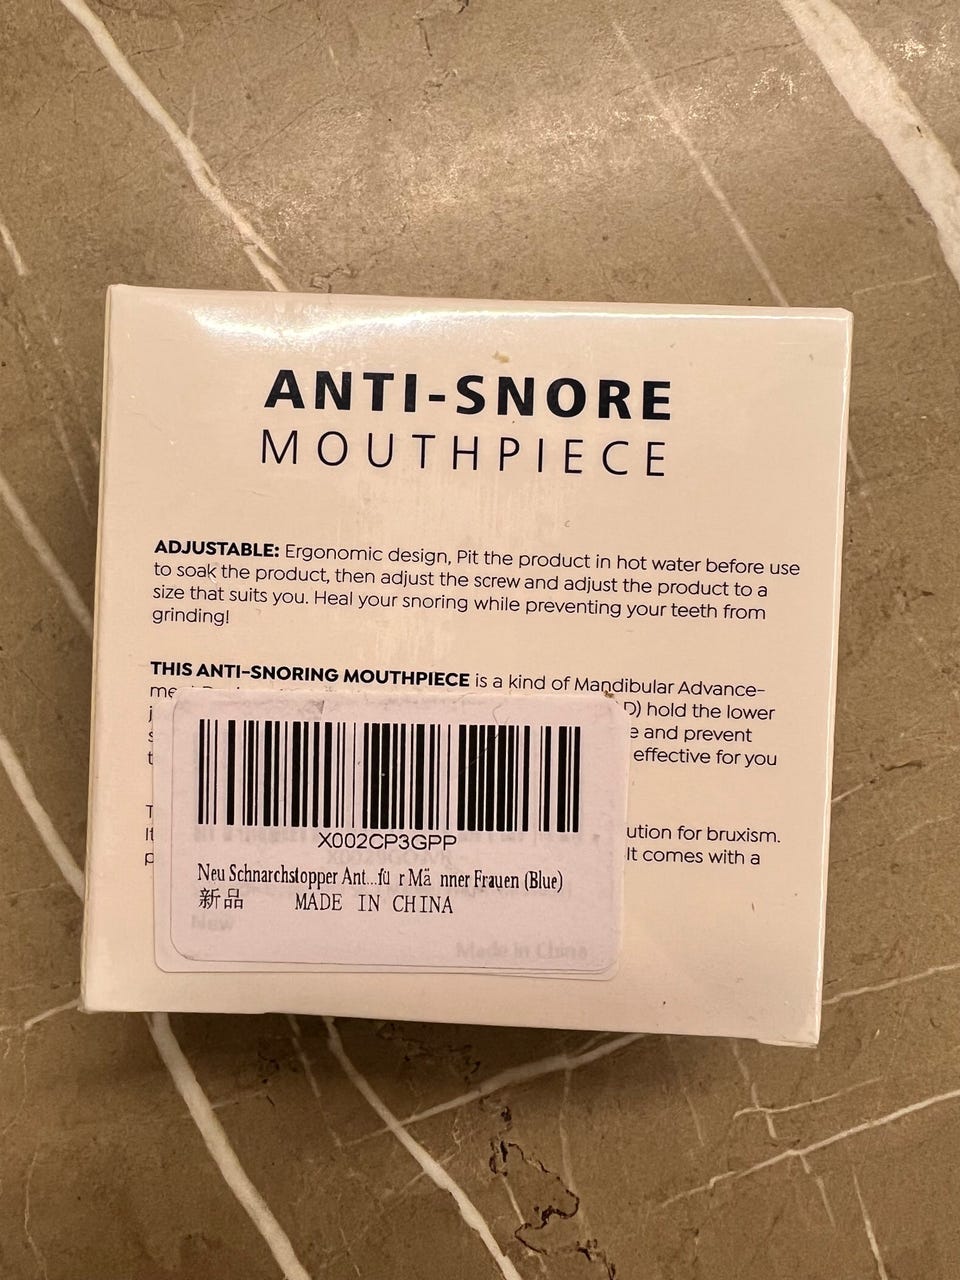 ANTI-SNORE
MOUTHPIECE
ADJUSTABLE: Ergonomic design, Pit the product in hot water before use
to soak the product, then adjust the screw and adjust the product to a
size that suits you. Heal your snoring while preventing your teeth from
grinding!
THIS ANTI-SNORING MOUTHPIECE is a kind of Mandibular Advance-
D) hold the lower
and prevent
effective for you
for bruxism.
It comes with a
X002CP3GPP
Neu Schnarchstopper Ant...fü r Mä nner Frauen (Blue)
新品 MADE IN CHINA
New
Made in China